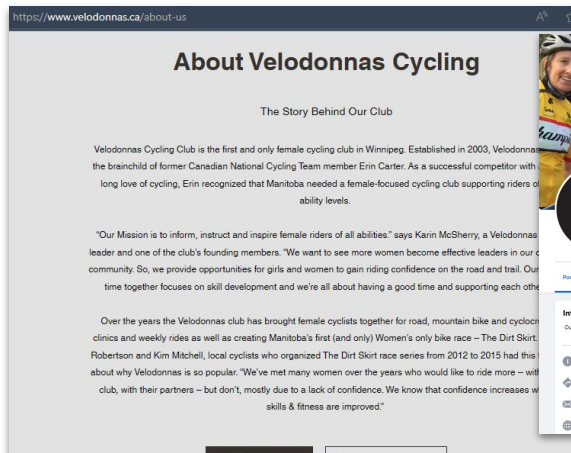 https://www.velodonnas.ca/about-us
About Velodonnas Cycling
The Story Behind Our Club
Velodonnas Cycling Club is the first and only female cycling club in Winnipeg. Established in 2003, Velodonnas
the brainchild of former Canadian National Cycling Team member Erin Carter. As a successful competitor with
long love of cycling, Erin recognized that Manitoba needed a female-focused cycling club supporting riders of
ability levels.
"Our Mission is to inform, instruct and inspire female riders of all abilities." says Karin McSherry, a Velodonnas
leader and one of the club's founding members. "We want to see more women become effective leaders in our
community. So, we provide opportunities for girls and women to gain riding confidence on the road and trail. Our
time together focuses on skill development and we're all about having a good time and supporting each othe
Over the years the Velodonnas club has brought female cyclists together for road, mountain bike and cyclocr
clinics and weekly rides as well as creating Manitoba's first (and only) Women's only bike race – The Dirt Skirt.
Robertson and Kim Mitchell, local cyclists who organized The Dirt Skirt race series from 2012 to 2015 had this
about why Velodonnas is so popular. "We've met many women over the years who would like to ride more – wit
club, with their partners – but don't, mostly due to a lack of confidence. We know that confidence increases w
skills & fitness are improved."